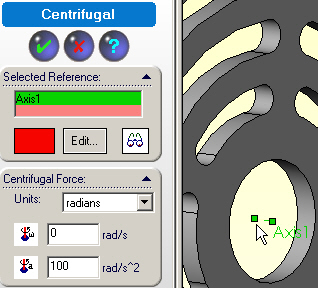 Centrifugal
?
Selected Reference:
Axis1
Edit...
Centrifugal Force:
Units: radians
ω 0 rad/s
a 100 rad/s^2
Axis1